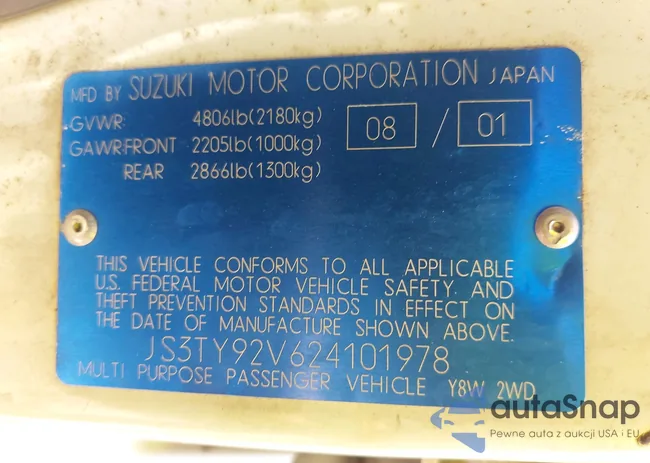 MFD BY SUZUKI MOTOR CORPORATION JAPAN
GVWR 4806lb(2180kg) 08 / 01
GAWR:FRONT 2205lb(1000kg)
REAR 2866lb(1300kg)
THIS VEHICLE CONFORMS TO ALL APPLICABLE
U.S. FEDERAL MOTOR VEHICLE SAFETY AND
THEFT PREVENTION STANDARDS IN EFFECT ON
THE DATE OF MANUFACTURE SHOWN ABOVE.
JS3TY92V624101978
MULTI PURPOSE PASSENGER VEHICLE Y8W 2WD
autaSnap
Pewne auta z aukcji USA i EU